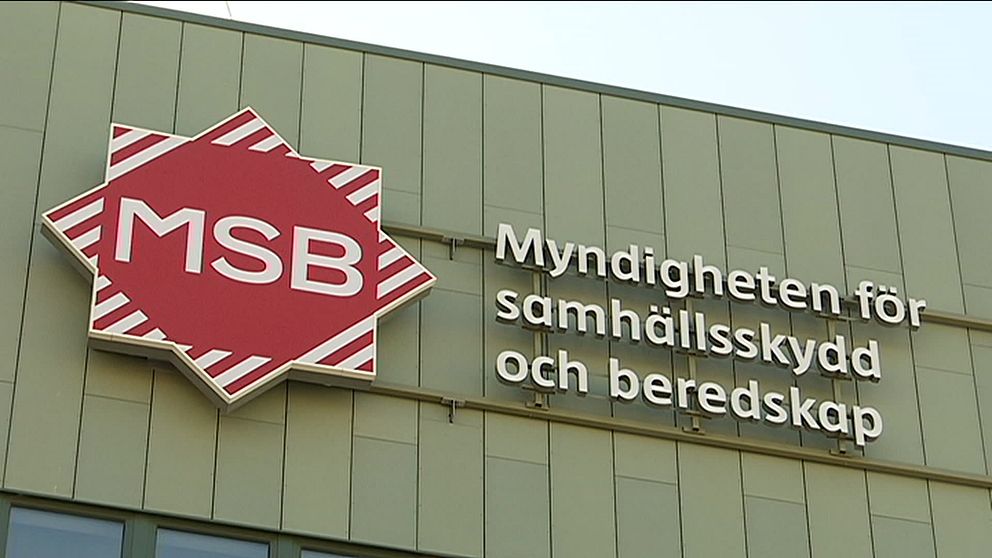 MSB
Myndigheten för
samhällsskydd
och beredskap